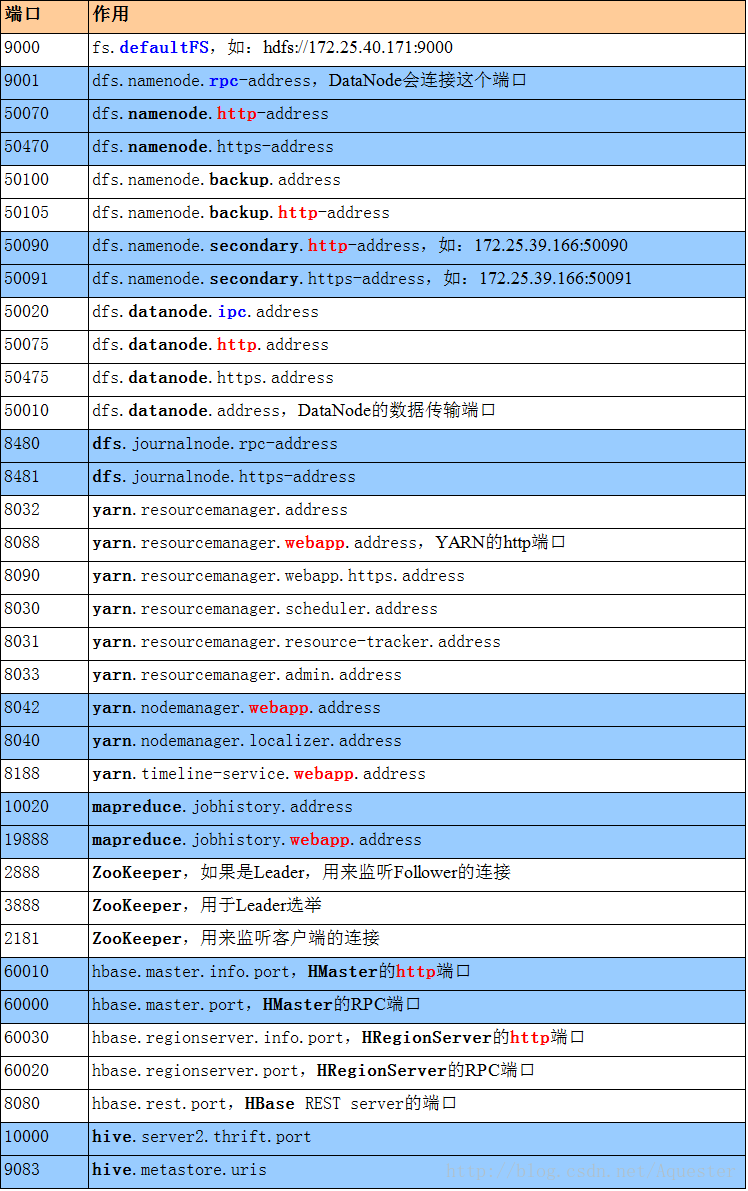 端口 作用
9000 fs.defaultFS，如：hdfs://172.25.40.171:9000
9001 dfs.namenode.rpc-address，DataNode会连接这个端口
50070 dfs.namenode.http-address
50470 dfs.namenode.https-address
50100 dfs.namenode.backup.address
50105 dfs.namenode.backup.http-address
50090 dfs.namenode.secondary.http-address，如：172.25.39.166:50090
50091 dfs.namenode.secondary.https-address，如：172.25.39.166:50091
50020 dfs.datanode.ipc.address
50075 dfs.datanode.http.address
50475 dfs.datanode.https.address
50010 dfs.datanode.address，DataNode的数据传输端口
8480 dfs.journalnode.rpc-address
8481 dfs.journalnode.https-address
8032 yarn.resourcemanager.address
8088 yarn.resourcemanager.webapp.address，YARN的http端口
8090 yarn.resourcemanager.webapp.https.address
8030 yarn.resourcemanager.scheduler.address
8031 yarn.resourcemanager.resource-tracker.address
8033 yarn.resourcemanager.admin.address
8042 yarn.nodemanager.webapp.address
8040 yarn.nodemanager.localizer.address
8188 yarn.timeline-service.webapp.address
10020 mapreduce.jobhistory.address
19888 mapreduce.jobhistory.webapp.address
2888 ZooKeeper，如果是Leader，用来监听Follower的连接
3888 ZooKeeper，用于Leader选举
2181 ZooKeeper，用来监听客户端的连接
60010 hbase.master.info.port，HMaster的http端口
60000 hbase.master.port，HMaster的RPC端口
60030 hbase.regionserver.info.port，HRegionServer的http端口
60020 hbase.regionserver.port，HRegionServer的RPC端口
8080 hbase.rest.port，HBase REST server的端口
10000 hive.server2.thrift.port
9083 hive.metastore.uris
http://blog.csdn.net/Aquester